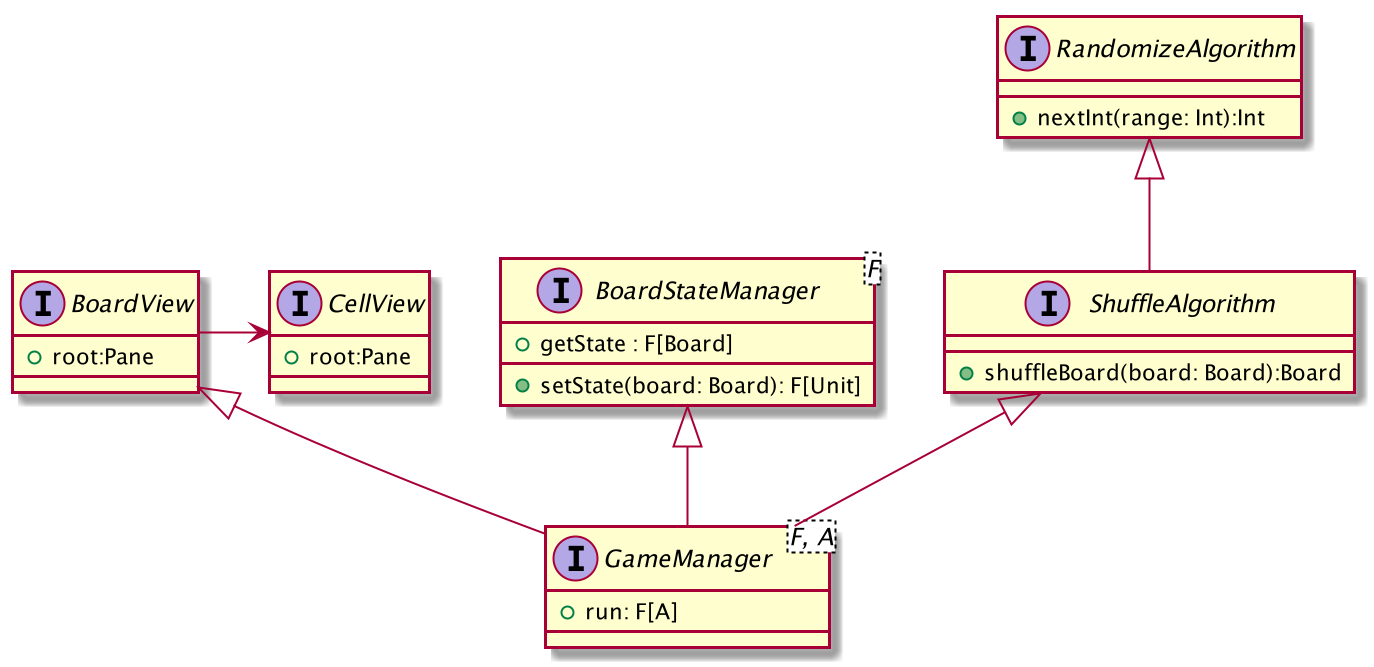 I RandomizeAlgorithm
nextInt(range: Int):Int
I BoardView
root:Pane
I CellView
root:Pane
I BoardStateManager F
getState : F[Board]
setState(board: Board): F[Unit]
I ShuffleAlgorithm
shuffleBoard(board: Board):Board
I GameManager F, A
run: F[A]